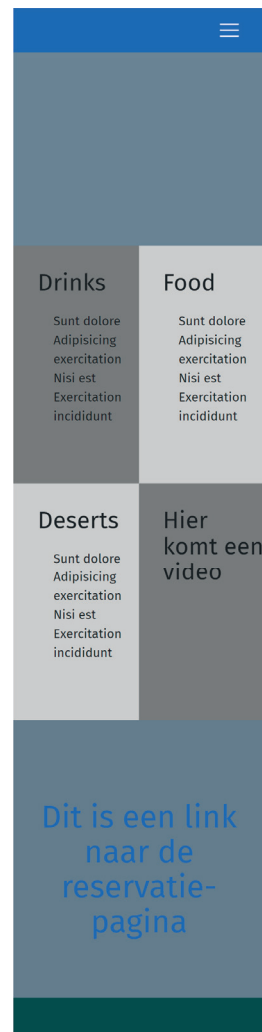 Drinks
Sunt dolore
Adipisicing
exercitation
Nisi est
Exercitation
incididunt
Food
Sunt dolore
Adipisicing
exercitation
Nisi est
Exercitation
incididunt
Deserts
Sunt dolore
Adipisicing
exercitation
Nisi est
Exercitation
incididunt
Hier
komt een
video
Dit is een link
naar de
reservatie-
pagina